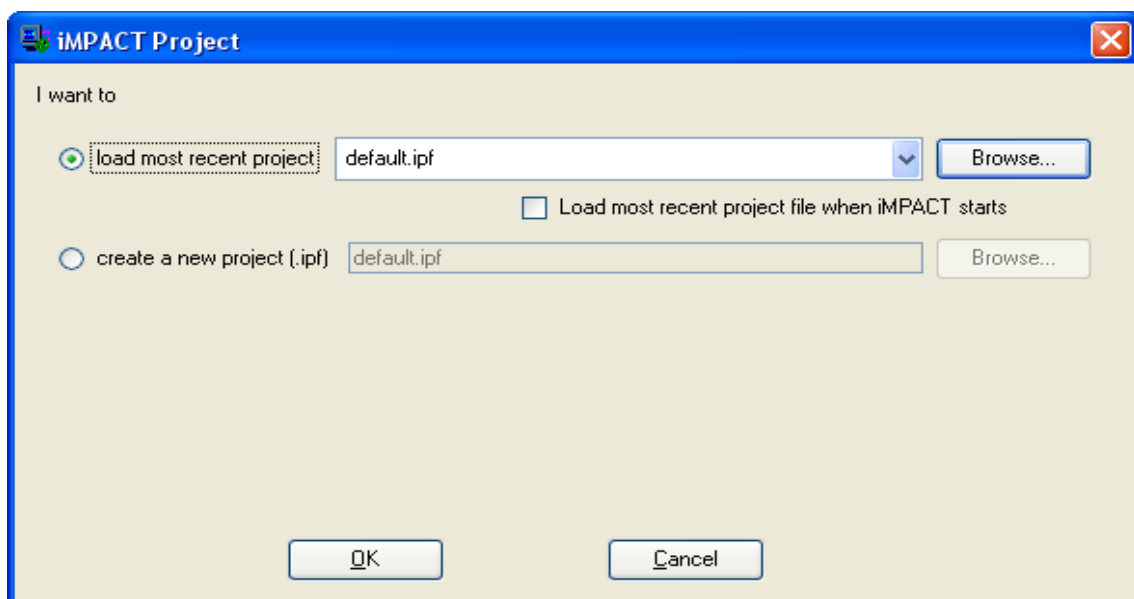 iMPACT Project
I want to
load most recent project default.ipf Browse...
Load most recent project file when iMPACT starts
create a new project (.ipf) default.ipf Browse...
OK Cancel